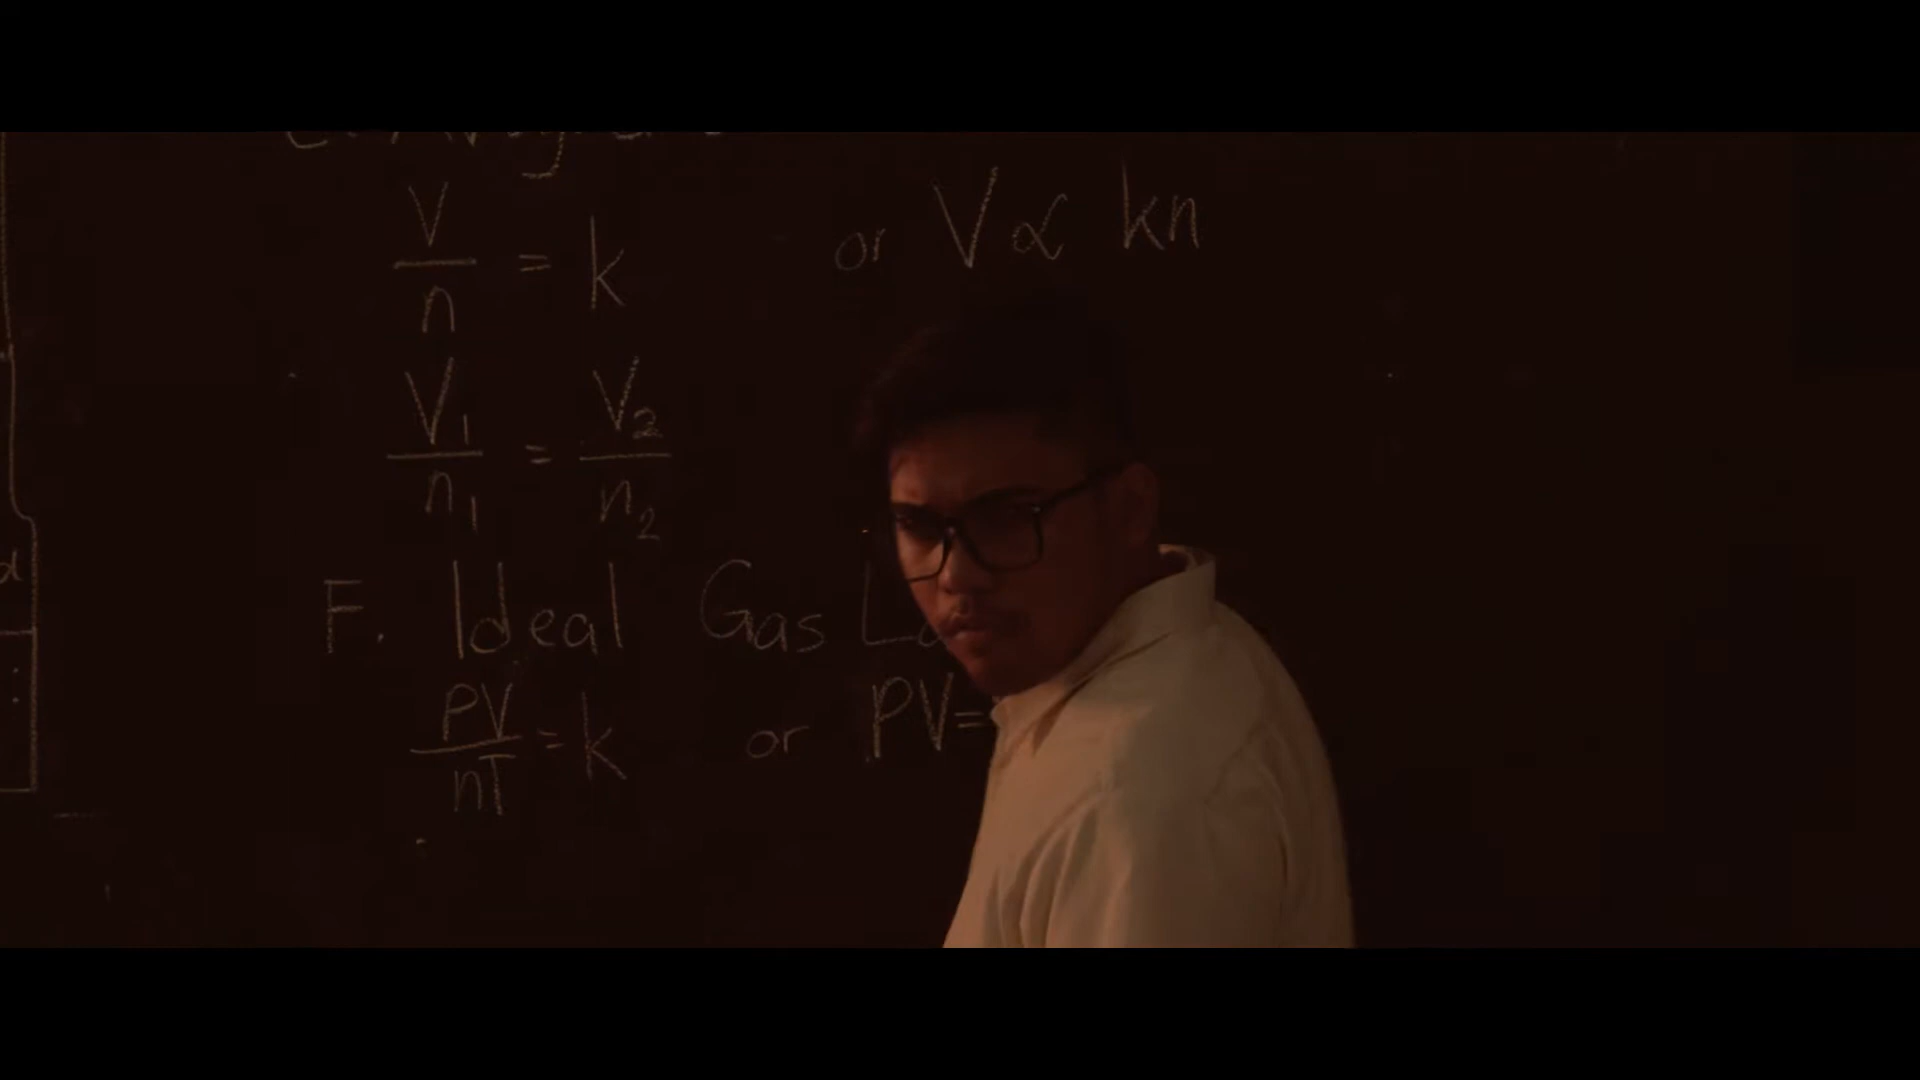 V/n = k or V ∝ kn
V₁/n₁ = V₂/n₂
F. Ideal Gas
PV/nT = k or PV=